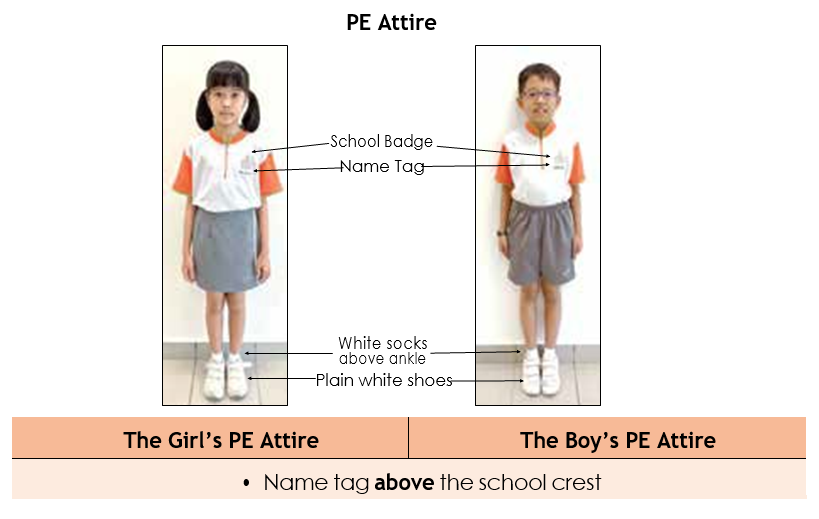 PE Attire
School Badge
Name Tag
White socks
above ankle
Plain white shoes
The Girl's PE Attire
The Boy's PE Attire
• Name tag above the school crest